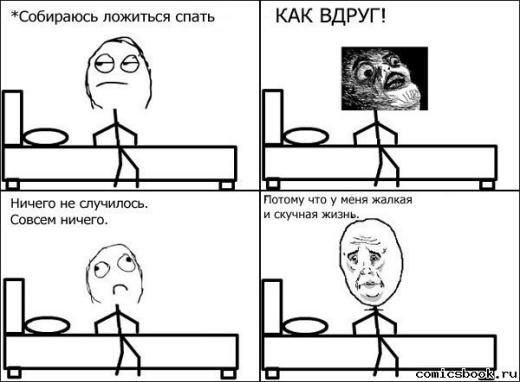 *Собираюсь ложиться спать
КАК ВДРУГ!
Ничего не случилось.
Совсем ничего.
Потому что у меня жалкая
и скучная жизнь.
comicsbook.ru